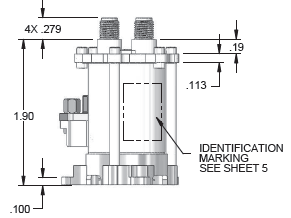 4X .279
.19
.113
1.90
IDENTIFICATION
MARKING
SEE SHEET 5
.100